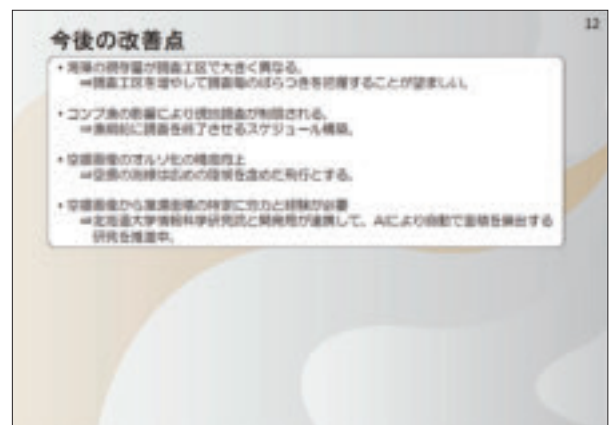 12
今後の改善点
・海藻の現存量が調査工区で大きく異なる。
➡調査工区を増やして調査毎のばらつきを把握することが望ましい。
・コンブ漁の影響により現地調査が制限される。
➡漁期前に調査を終了させるスケジュール構築。
・空撮画像のオルソ化の精度向上
➡空撮の海域は広めの陸域を含めた飛行とする。
・空撮画像から藻場面積の特定に労力と経験が必要
➡北海道大学情報科学研究院と開発局が連携して、AIにより自動で面積を算出する
研究を推進中。